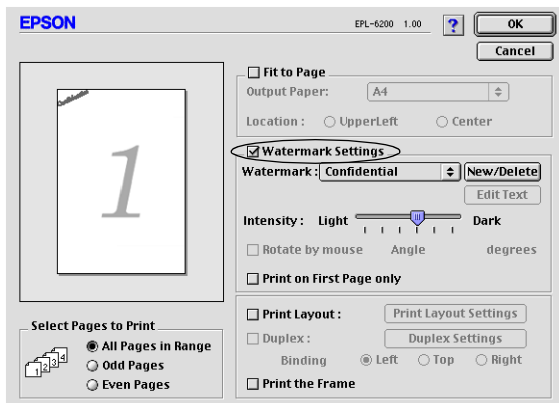 EPSON
EPL-6200 1.00
?
OK
Cancel
Confidential
1
Fit to Page
Output Paper: A4
Location : UpperLeft Center
Watermark Settings
Watermark : Confidential New/Delete
Edit Text
Intensity : Light Dark
Rotate by mouse Angle degrees
Print on First Page only
Select Pages to Print
1 2 3 4
All Pages in Range
Odd Pages
Even Pages
Print Layout : Print Layout Settings
Duplex : Duplex Settings
Binding Left Top Right
Print the Frame